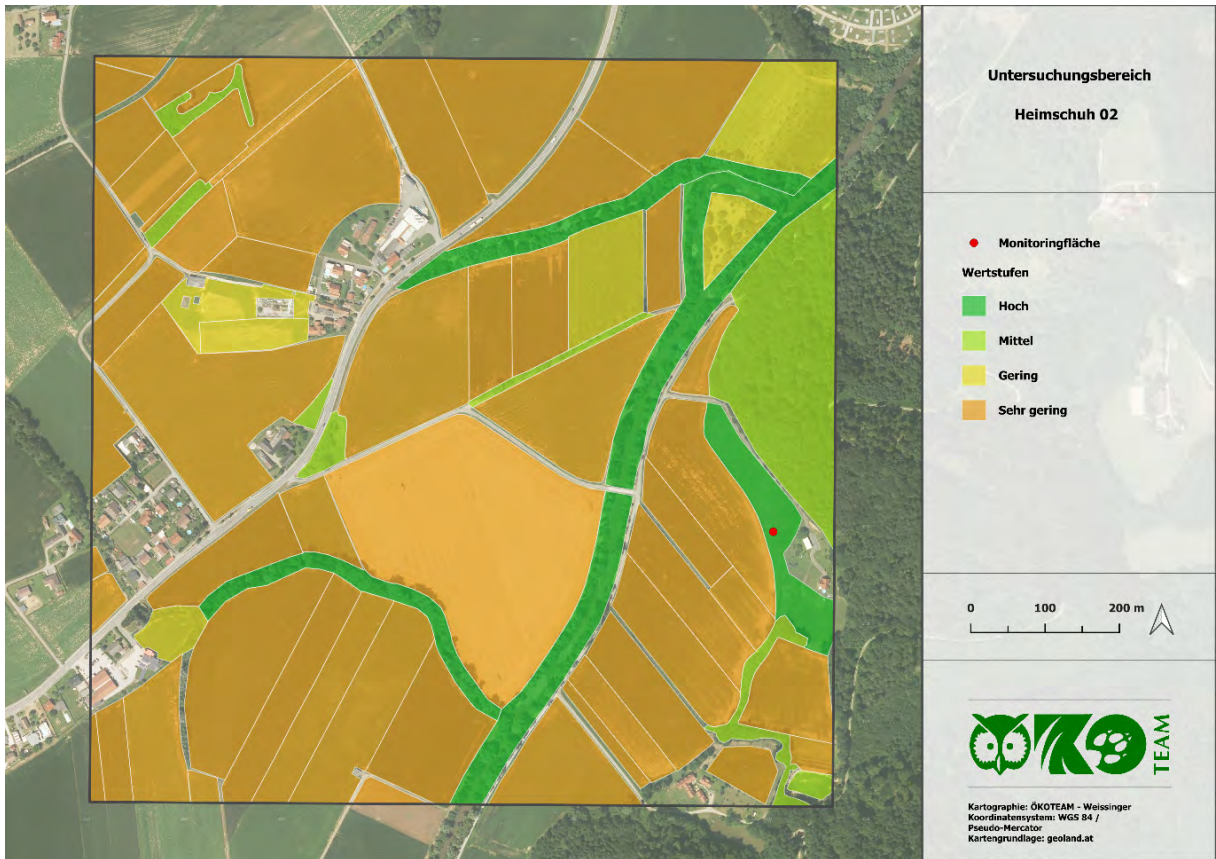 Untersuchungsbereich
Heimschuh 02
Monitoringfläche
Wertstufen
Hoch
Mittel
Gering
Sehr gering
0 100 200 m
ÖKO TEAM
Kartographie: ÖKOTEAM - Weissinger
Koordinatensystem: WGS 84 /
Pseudo-Mercator
Kartengrundlage: geoland.at